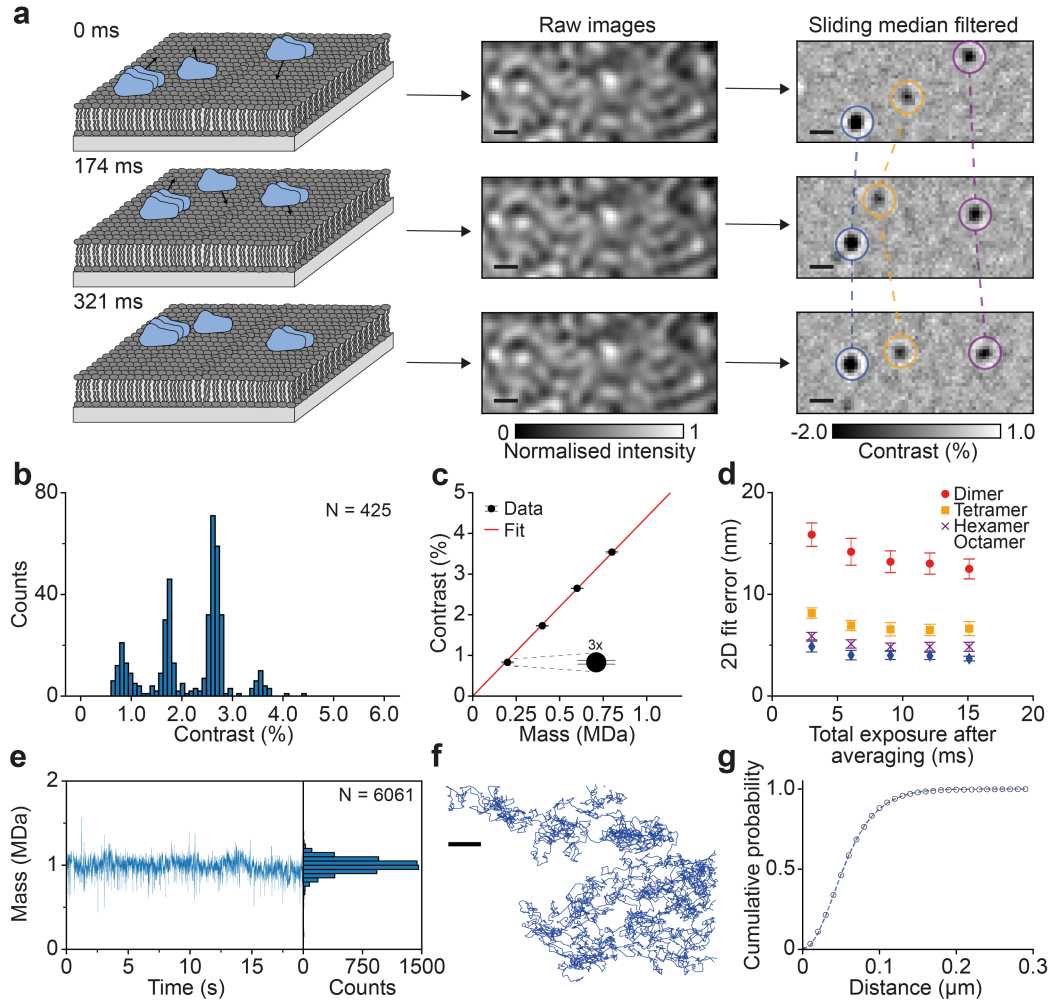 a
0 ms
Raw images
Sliding median filtered
174 ms
321 ms
0
1
Normalised intensity
-2.0
1.0
Contrast (%)
b
N = 425
Counts
80
40
0
0
1.0
2.0
3.0
4.0
5.0
6.0
Contrast (%)
c
Data
Fit
3x
Contrast (%)
5
4
3
2
1
0
0
0.25
0.50
0.75
1.0
Mass (MDa)
d
Dimer
Tetramer
Hexamer
Octamer
2D fit error (nm)
20
10
0
0
5
10
15
20
Total exposure after
averaging (ms)
e
N = 6061
Mass (MDa)
2
1
0
0
5
10
15
0
750
1500
Time (s)
Counts
f
g
Cumulative probability
1.0
0.5
0
0
0.1
0.2
0.3
Distance (µm)